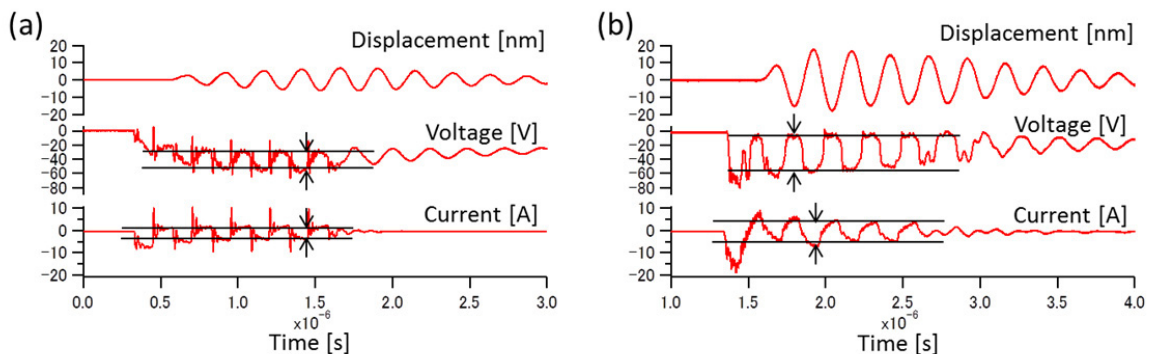 (a)
Displacement [nm]
20
10
0
-10
-20
Voltage [V]
0
-20
-40
-60
-80
Current [A]
10
0
-10
-20
0.0 0.5 1.0 1.5 2.0 2.5 3.0
x10⁻⁶
Time [s]
(b)
Displacement [nm]
20
10
0
-10
20
Voltage [V]
0
-20
-40
-60
-80
Current [A]
10
0
-10
-20
1.0 1.5 2.0 2.5 3.0 3.5 4.0
x10⁻⁶
Time [s]